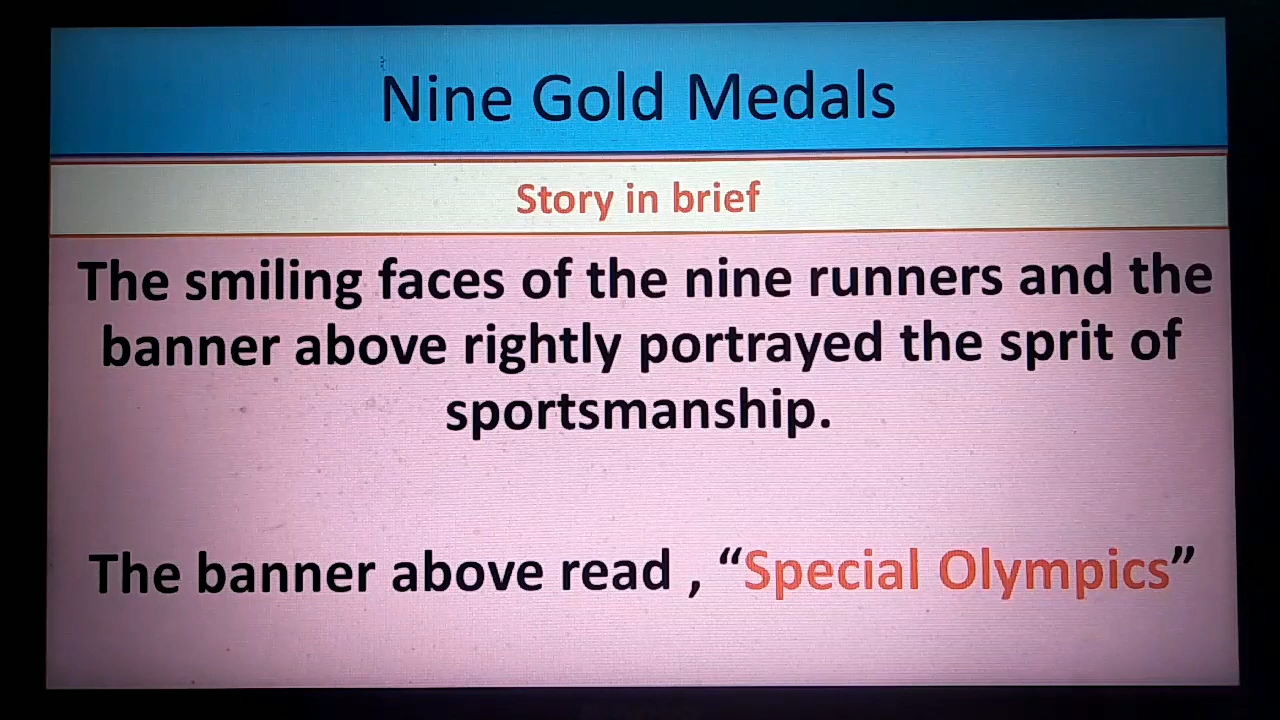 Nine Gold Medals
Story in brief
The smiling faces of the nine runners and the
banner above rightly portrayed the sprit of
sportsmanship.
The banner above read , “Special Olympics”